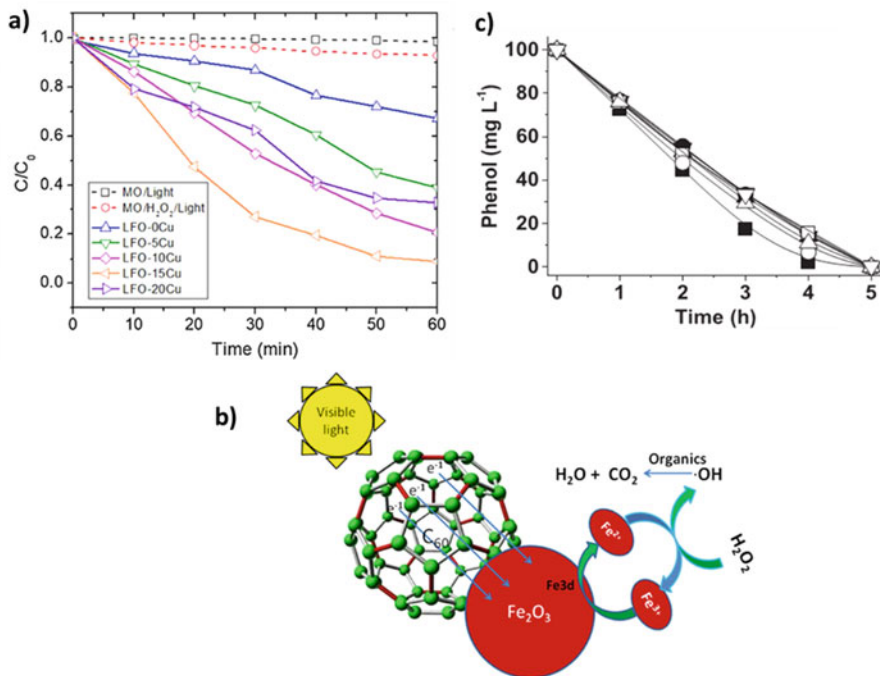 a)
C/C₀
1.0
0.8
0.6
0.4
0.2
0.0
MO/Light
MO/H₂O₂/Light
LFO-0Cu
LFO-5Cu
LFO-10Cu
LFO-15Cu
LFO-20Cu
0 10 20 30 40 50 60
Time (min)
c)
Phenol (mg L⁻¹)
100
80
60
40
20
0
0 1 2 3 4 5
Time (h)
b)
Visible
light
e⁻¹
e⁻¹
e⁻¹
C₆₀
Fe₂O₃
Fe3d
Fe²⁺
Fe³⁺
H₂O₂
Organics
H₂O + CO₂ ·OH